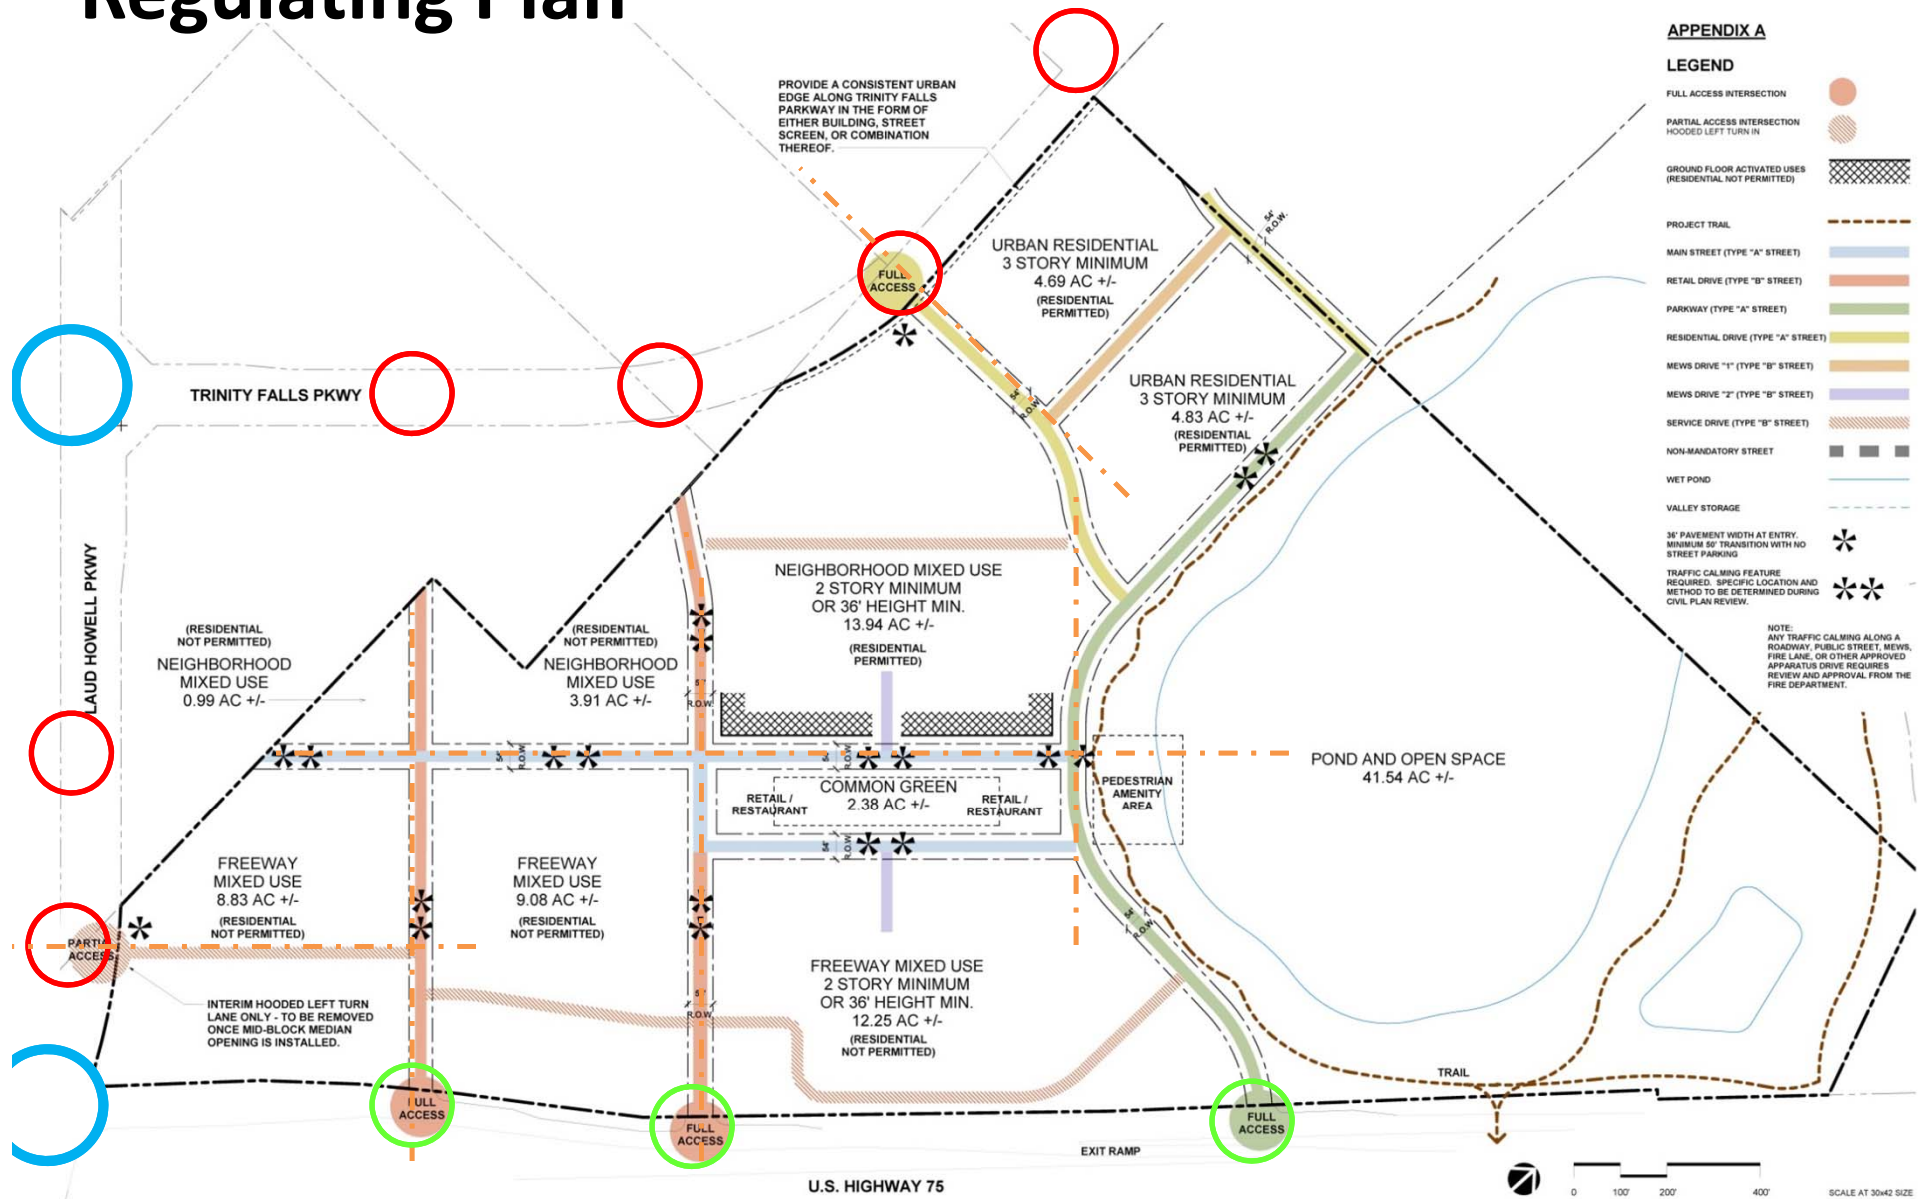 Regulating Plan
PROVIDE A CONSISTENT URBAN
EDGE ALONG TRINITY FALLS
PARKWAY IN THE FORM OF
EITHER BUILDING, STREET
SCREEN, OR COMBINATION
THEREOF.
FULL
ACCESS
URBAN RESIDENTIAL
3 STORY MINIMUM
4.69 AC +/-
(RESIDENTIAL
PERMITTED)
54'
R.O.W.
URBAN RESIDENTIAL
3 STORY MINIMUM
4.83 AC +/-
(RESIDENTIAL
PERMITTED)
54'
R.O.W.
TRINITY FALLS PKWY
LAUD HOWELL PKWY
(RESIDENTIAL
NOT PERMITTED)
NEIGHBORHOOD
MIXED USE
0.99 AC +/-
(RESIDENTIAL
NOT PERMITTED)
NEIGHBORHOOD
MIXED USE
3.91 AC +/-
R.O.W.
NEIGHBORHOOD MIXED USE
2 STORY MINIMUM
OR 36' HEIGHT MIN.
13.94 AC +/-
(RESIDENTIAL
PERMITTED)
54'
R.O.W.
54'
R.O.W.
COMMON GREEN
2.38 AC +/-
RETAIL /
RESTAURANT
RETAIL /
RESTAURANT
54'
R.O.W.
PEDESTRIAN
AMENITY
AREA
POND AND OPEN SPACE
41.54 AC +/-
FREEWAY
MIXED USE
8.83 AC +/-
(RESIDENTIAL
NOT PERMITTED)
FREEWAY
MIXED USE
9.08 AC +/-
(RESIDENTIAL
NOT PERMITTED)
54'
R.O.W.
PARTIAL
ACCESS
INTERIM HOODED LEFT TURN
LANE ONLY - TO BE REMOVED
ONCE MID-BLOCK MEDIAN
OPENING IS INSTALLED.
R.O.W.
FREEWAY MIXED USE
2 STORY MINIMUM
OR 36' HEIGHT MIN.
12.25 AC +/-
(RESIDENTIAL
NOT PERMITTED)
TRAIL
FULL
ACCESS
FULL
ACCESS
FULL
ACCESS
EXIT RAMP
U.S. HIGHWAY 75
APPENDIX A
LEGEND
FULL ACCESS INTERSECTION
PARTIAL ACCESS INTERSECTION
HOODED LEFT TURN IN
GROUND FLOOR ACTIVATED USES
(RESIDENTIAL NOT PERMITTED)
PROJECT TRAIL
MAIN STREET (TYPE "A" STREET)
RETAIL DRIVE (TYPE "B" STREET)
PARKWAY (TYPE "A" STREET)
RESIDENTIAL DRIVE (TYPE "A" STREET)
MEWS DRIVE "1" (TYPE "B" STREET)
MEWS DRIVE "2" (TYPE "B" STREET)
SERVICE DRIVE (TYPE "B" STREET)
NON-MANDATORY STREET
WET POND
VALLEY STORAGE
36' PAVEMENT WIDTH AT ENTRY.
MINIMUM 50' TRANSITION WITH NO
STREET PARKING
TRAFFIC CALMING FEATURE
REQUIRED. SPECIFIC LOCATION AND
METHOD TO BE DETERMINED DURING
CIVIL PLAN REVIEW.
NOTE:
ANY TRAFFIC CALMING ALONG A
ROADWAY, PUBLIC STREET, MEWS,
FIRE LANE, OR OTHER APPROVED
APPARATUS DRIVE REQUIRES
REVIEW AND APPROVAL FROM THE
FIRE DEPARTMENT.
0 100' 200' 400'
SCALE AT 30x42 SIZE